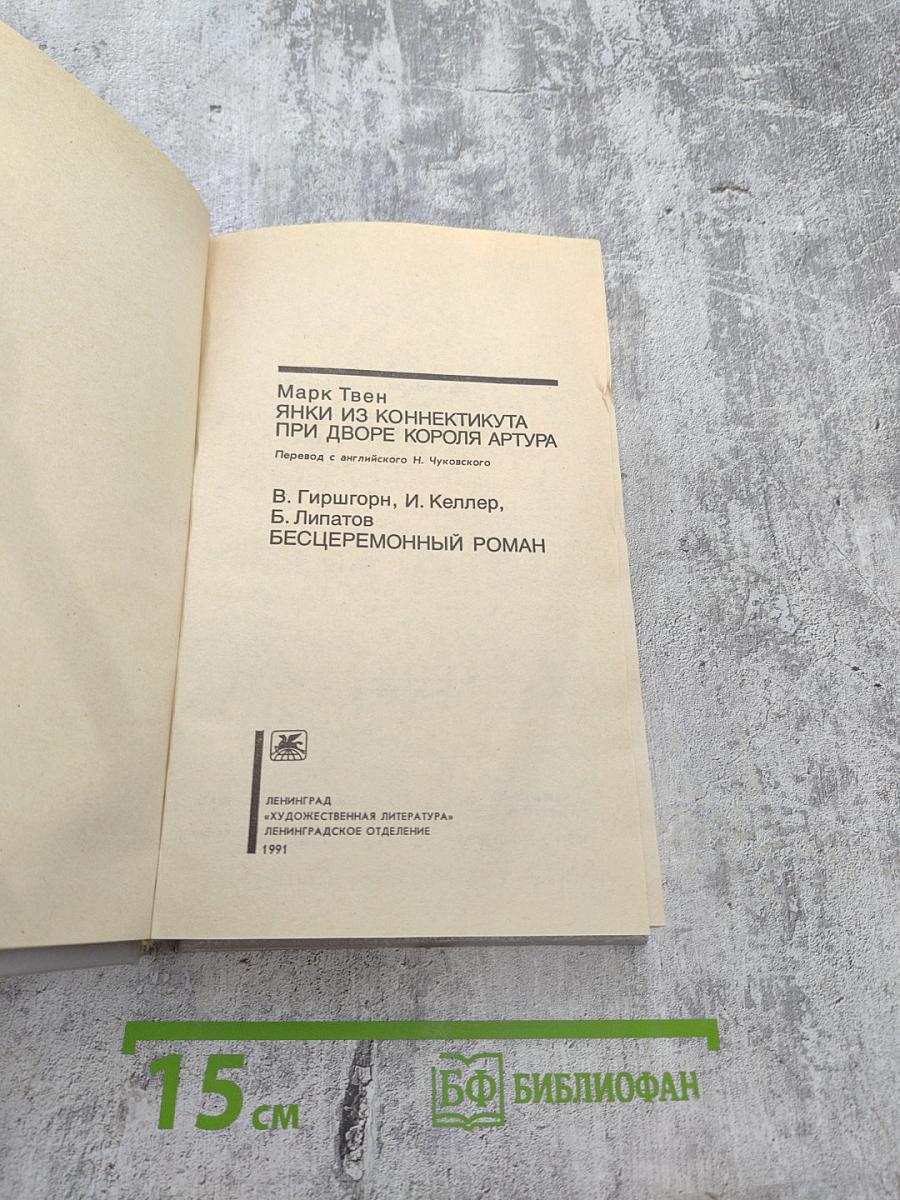 Марк Твен
ЯНКИ ИЗ КОННЕКТИКУТА
ПРИ ДВОРЕ КОРОЛЯ АРТУРА
Перевод с английского Н. Чуковского
В. Гиршгорн, И. Келлер,
Б. Липатов
БЕСЦЕРЕМОННЫЙ РОМАН
ЛЕНИНГРАД
«ХУДОЖЕСТВЕННАЯ ЛИТЕРАТУРА»
ЛЕНИНГРАДСКОЕ ОТДЕЛЕНИЕ
1991
15 см
БФ БИБЛИОФАН